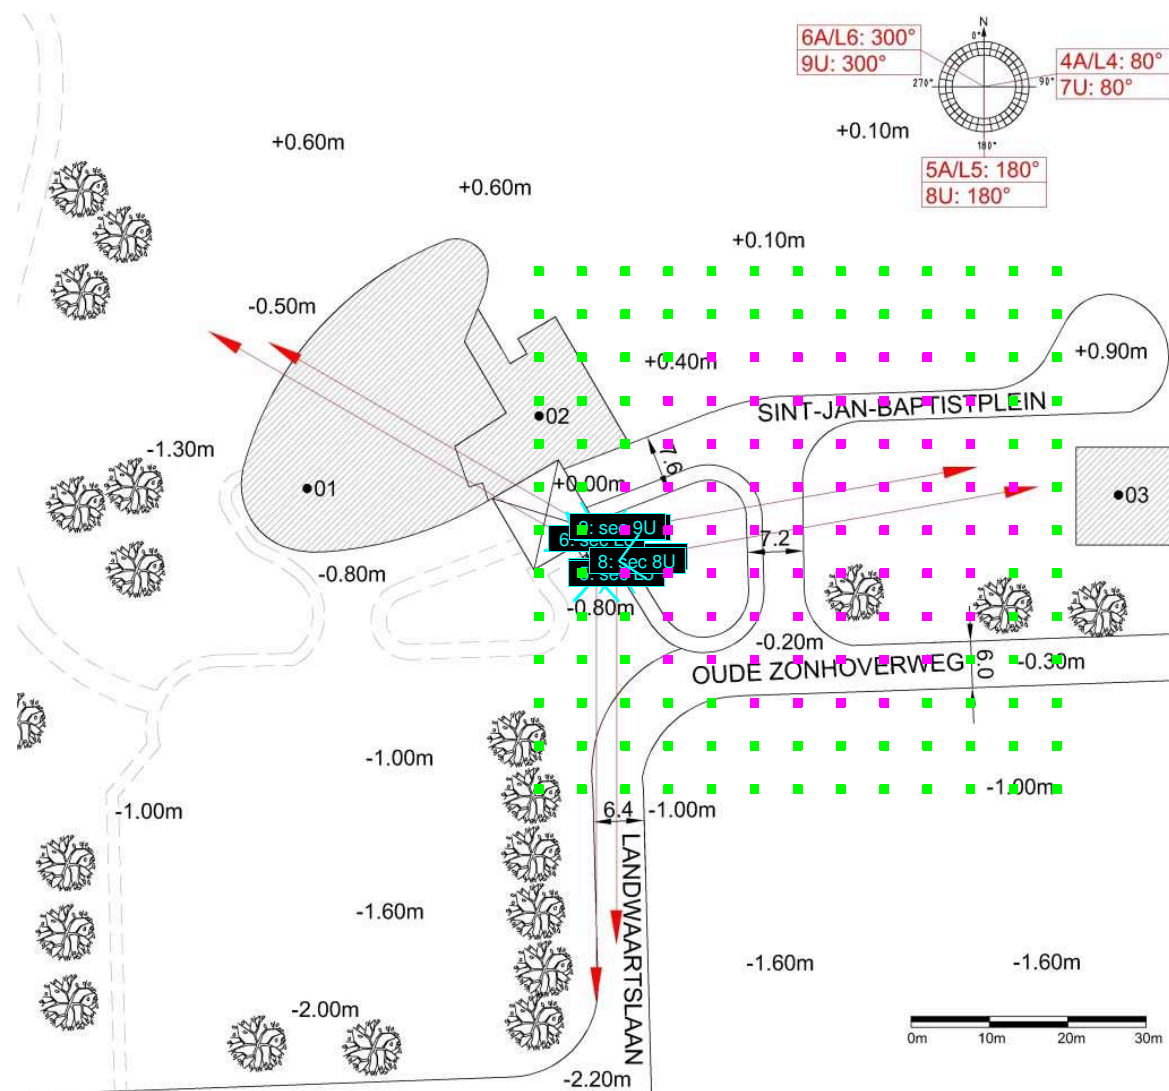 N
0°
90°
180°
270°
6A/L6: 300°
9U: 300°
4A/L4: 80°
7U: 80°
5A/L5: 180°
8U: 180°
+0.60m
+0.10m
+0.60m
+0.10m
-0.50m
+0.40m
+0.90m
SINT-JAN-BAPTISTPLEIN
02
-1.30m
7.6
01
+0.00m
03
9: sec 9U
7.2
8: sec 8U
-0.80m
-0.80m
-0.20m
OUDE ZONHOVERWEG
6.0
-0.30m
-1.00m
-1.00m
-1.00m
6.4
-1.00m
LANDWAARTSLAAN
-1.60m
-1.60m
-1.60m
-2.00m
0m 10m 20m 30m
-2.20m